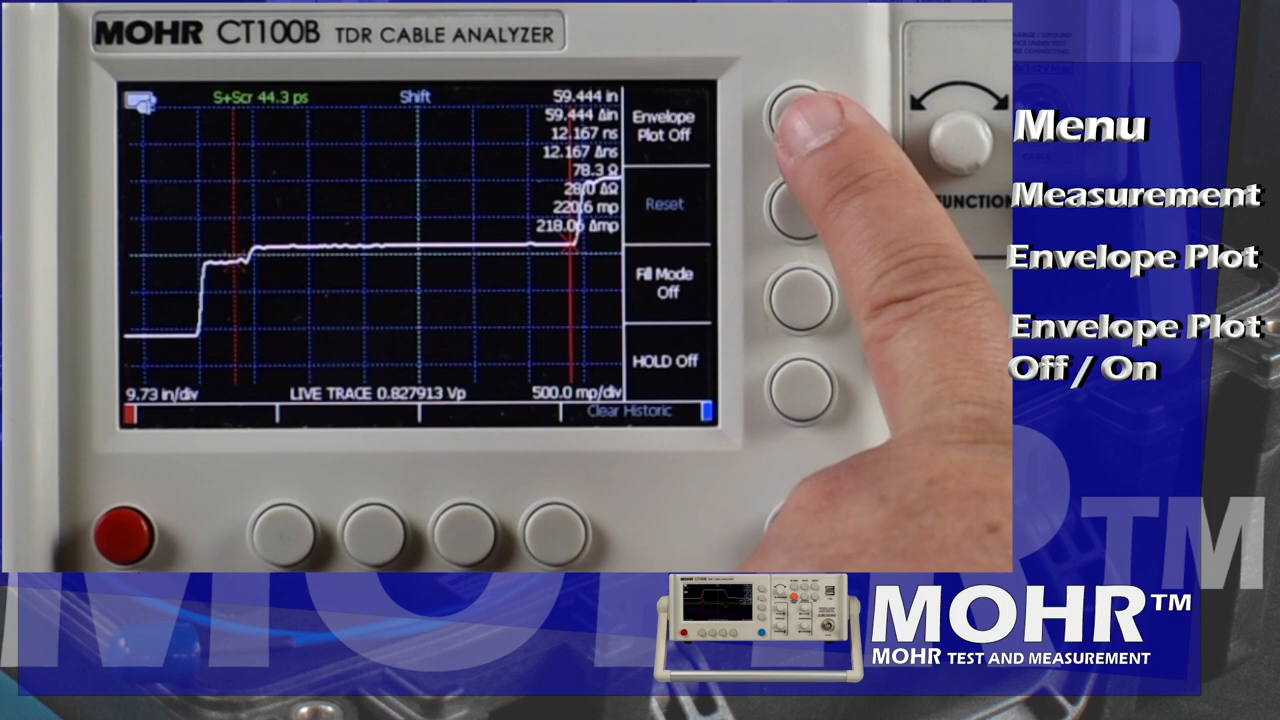 MOHR CT100B TDR CABLE ANALYZER
S+Scr 44.3 ps
Shift
59.444 in
59.444 Δin
12.167 ns
12.167 Δns
78.3 Ω
28.0 ΔΩ
220.6 mp
218.06 Δmp
Envelope
Plot Off
Reset
Fill Mode
Off
HOLD Off
9.73 in/div
LIVE TRACE 0.827913 Vp
500.0 mp/div
Clear Historic
FUNCTION
Menu
Measurement
Envelope Plot
Envelope Plot
Off / On
MOHR™
MOHR™
MOHR TEST AND MEASUREMENT